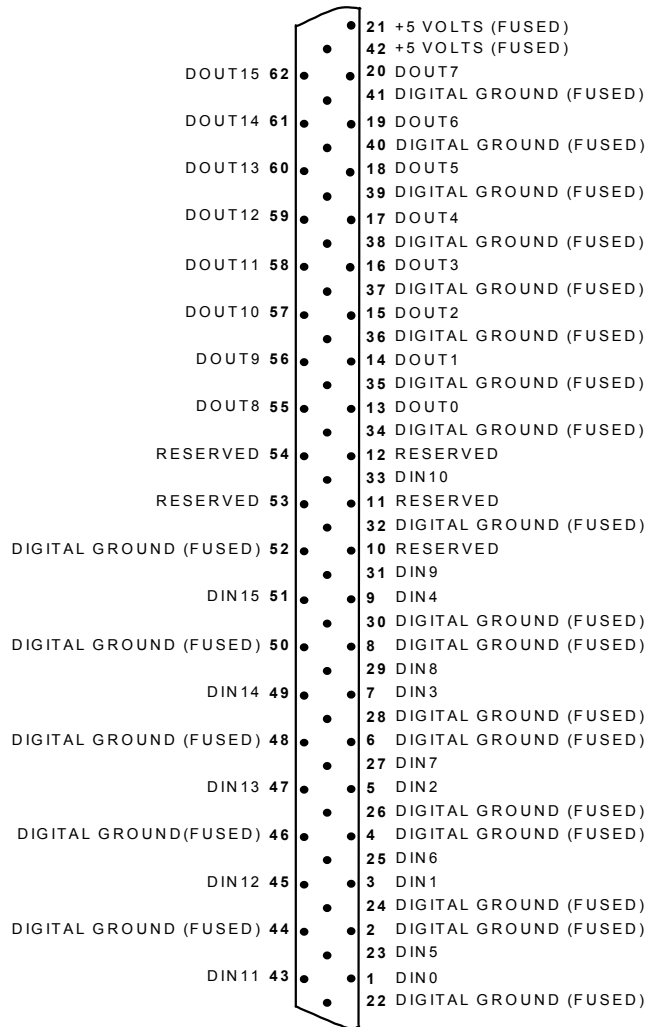 21 +5 VOLTS (FUSED)
42 +5 VOLTS (FUSED)
DOUT15 62 20 DOUT7
41 DIGITAL GROUND (FUSED)
DOUT14 61 19 DOUT6
40 DIGITAL GROUND (FUSED)
DOUT13 60 18 DOUT5
39 DIGITAL GROUND (FUSED)
DOUT12 59 17 DOUT4
38 DIGITAL GROUND (FUSED)
DOUT11 58 16 DOUT3
37 DIGITAL GROUND (FUSED)
DOUT10 57 15 DOUT2
36 DIGITAL GROUND (FUSED)
DOUT9 56 14 DOUT1
35 DIGITAL GROUND (FUSED)
DOUT8 55 13 DOUT0
34 DIGITAL GROUND (FUSED)
RESERVED 54 12 RESERVED
33 DIN10
RESERVED 53 11 RESERVED
32 DIGITAL GROUND (FUSED)
DIGITAL GROUND (FUSED) 52 10 RESERVED
31 DIN9
DIN15 51 9 DIN4
30 DIGITAL GROUND (FUSED)
DIGITAL GROUND (FUSED) 50 8 DIGITAL GROUND (FUSED)
29 DIN8
DIN14 49 7 DIN3
28 DIGITAL GROUND (FUSED)
DIGITAL GROUND (FUSED) 48 6 DIGITAL GROUND (FUSED)
27 DIN7
DIN13 47 5 DIN2
26 DIGITAL GROUND (FUSED)
DIGITAL GROUND(FUSED) 46 4 DIGITAL GROUND (FUSED)
25 DIN6
DIN12 45 3 DIN1
24 DIGITAL GROUND (FUSED)
DIGITAL GROUND (FUSED) 44 2 DIGITAL GROUND (FUSED)
23 DIN5
DIN11 43 1 DIN0
22 DIGITAL GROUND (FUSED)